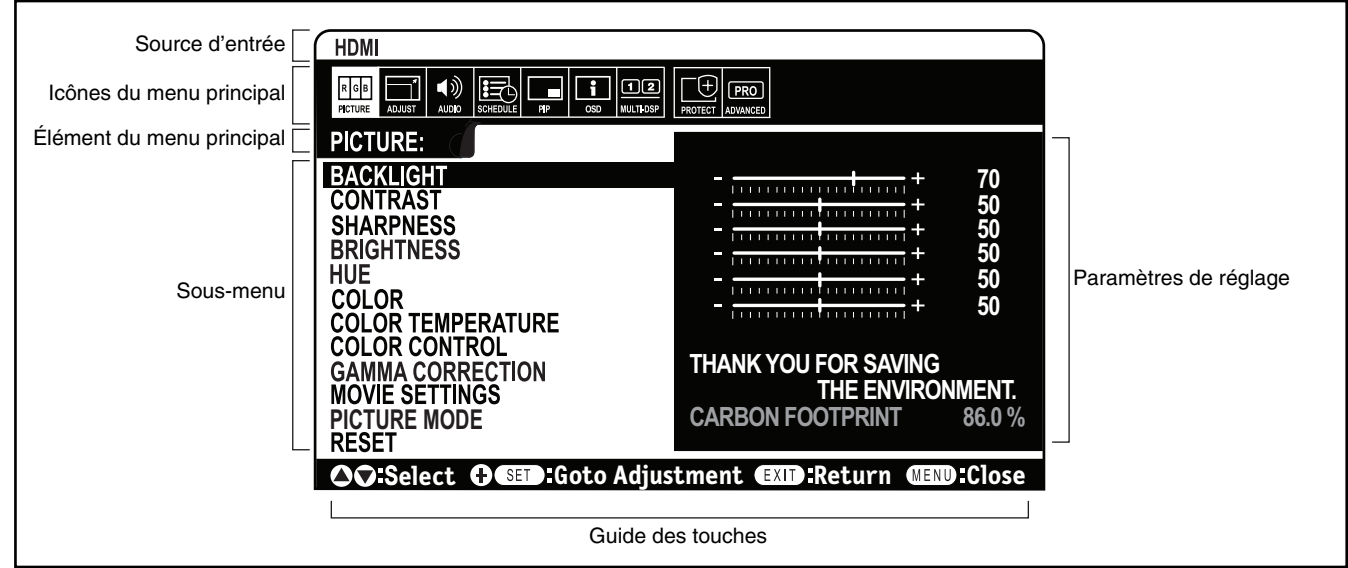 Source d'entrée
HDMI
Icônes du menu principal
R G B
PICTURE
ADJUST
AUDIO
SCHEDULE
PIP
OSD
1 2
MULTI-DSP
PROTECT
PRO
ADVANCED
Élément du menu principal
PICTURE:
Sous-menu
BACKLIGHT - + 70
CONTRAST - + 50
SHARPNESS - + 50
BRIGHTNESS - + 50
HUE - + 50
COLOR - + 50
COLOR TEMPERATURE
COLOR CONTROL
GAMMA CORRECTION
MOVIE SETTINGS
PICTURE MODE
RESET
THANK YOU FOR SAVING
THE ENVIRONMENT.
CARBON FOOTPRINT 86.0 %
Paramètres de réglage
:Select + SET :Goto Adjustment EXIT :Return MENU :Close
Guide des touches